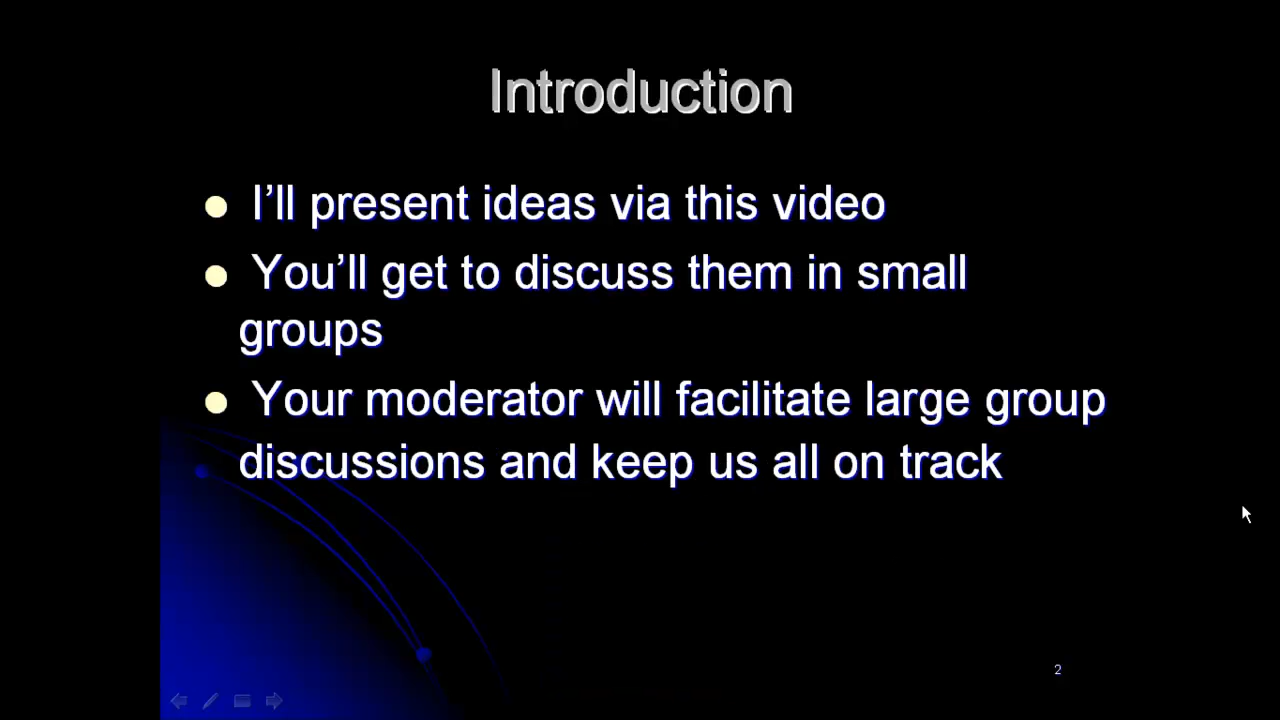 Introduction
I’ll present ideas via this video
You’ll get to discuss them in small
groups
Your moderator will facilitate large group
discussions and keep us all on track
2